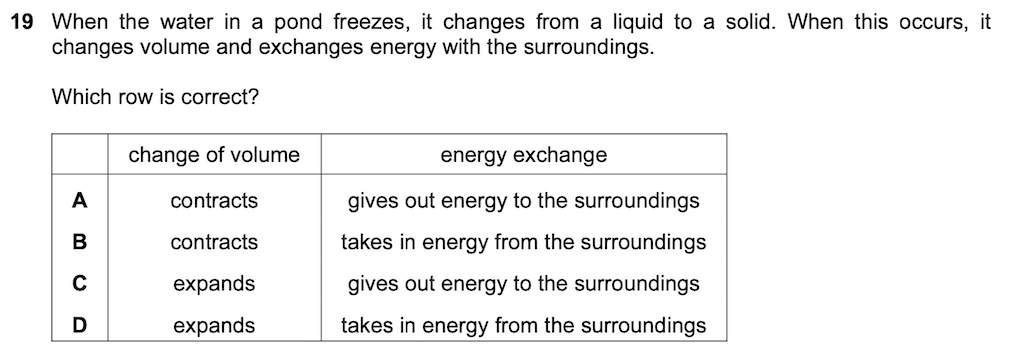 19 When the water in a pond freezes, it changes from a liquid to a solid. When this occurs, it
changes volume and exchanges energy with the surroundings.
Which row is correct?
change of volume energy exchange
A contracts gives out energy to the surroundings
B contracts takes in energy from the surroundings
C expands gives out energy to the surroundings
D expands takes in energy from the surroundings